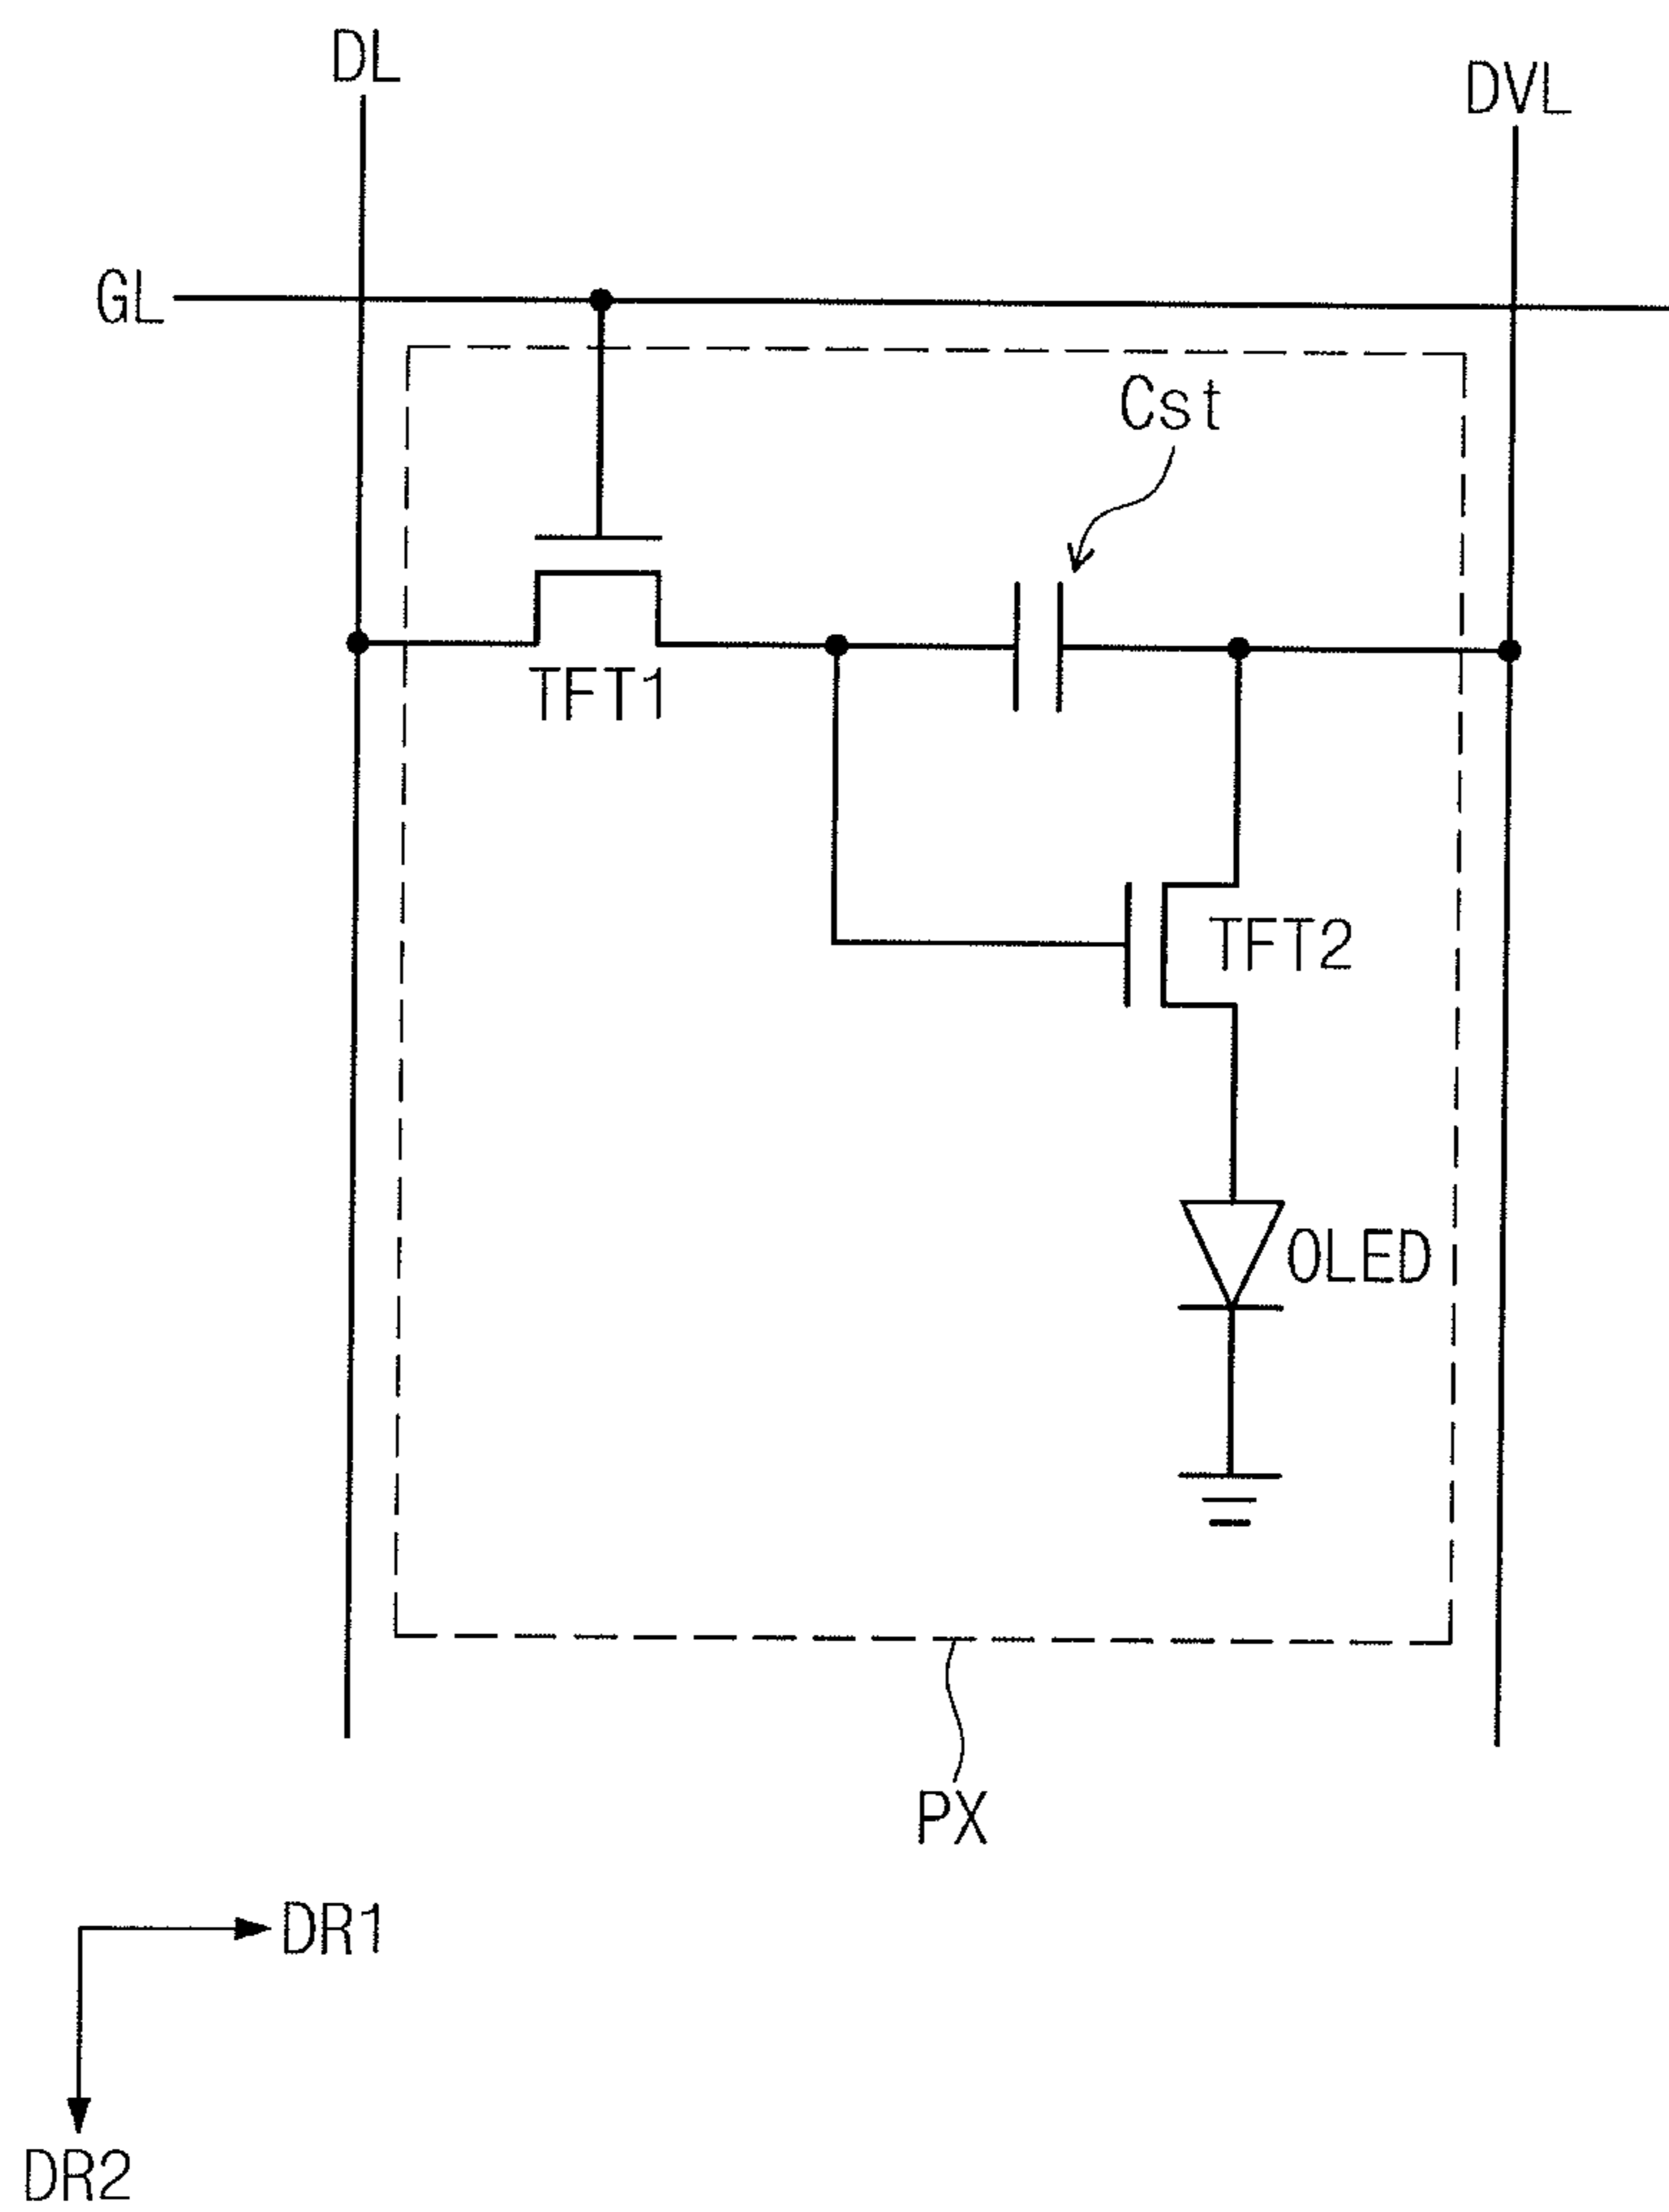 DL
DVL
GL
Cst
TFT1
TFT2
OLED
PX
DR1
DR2